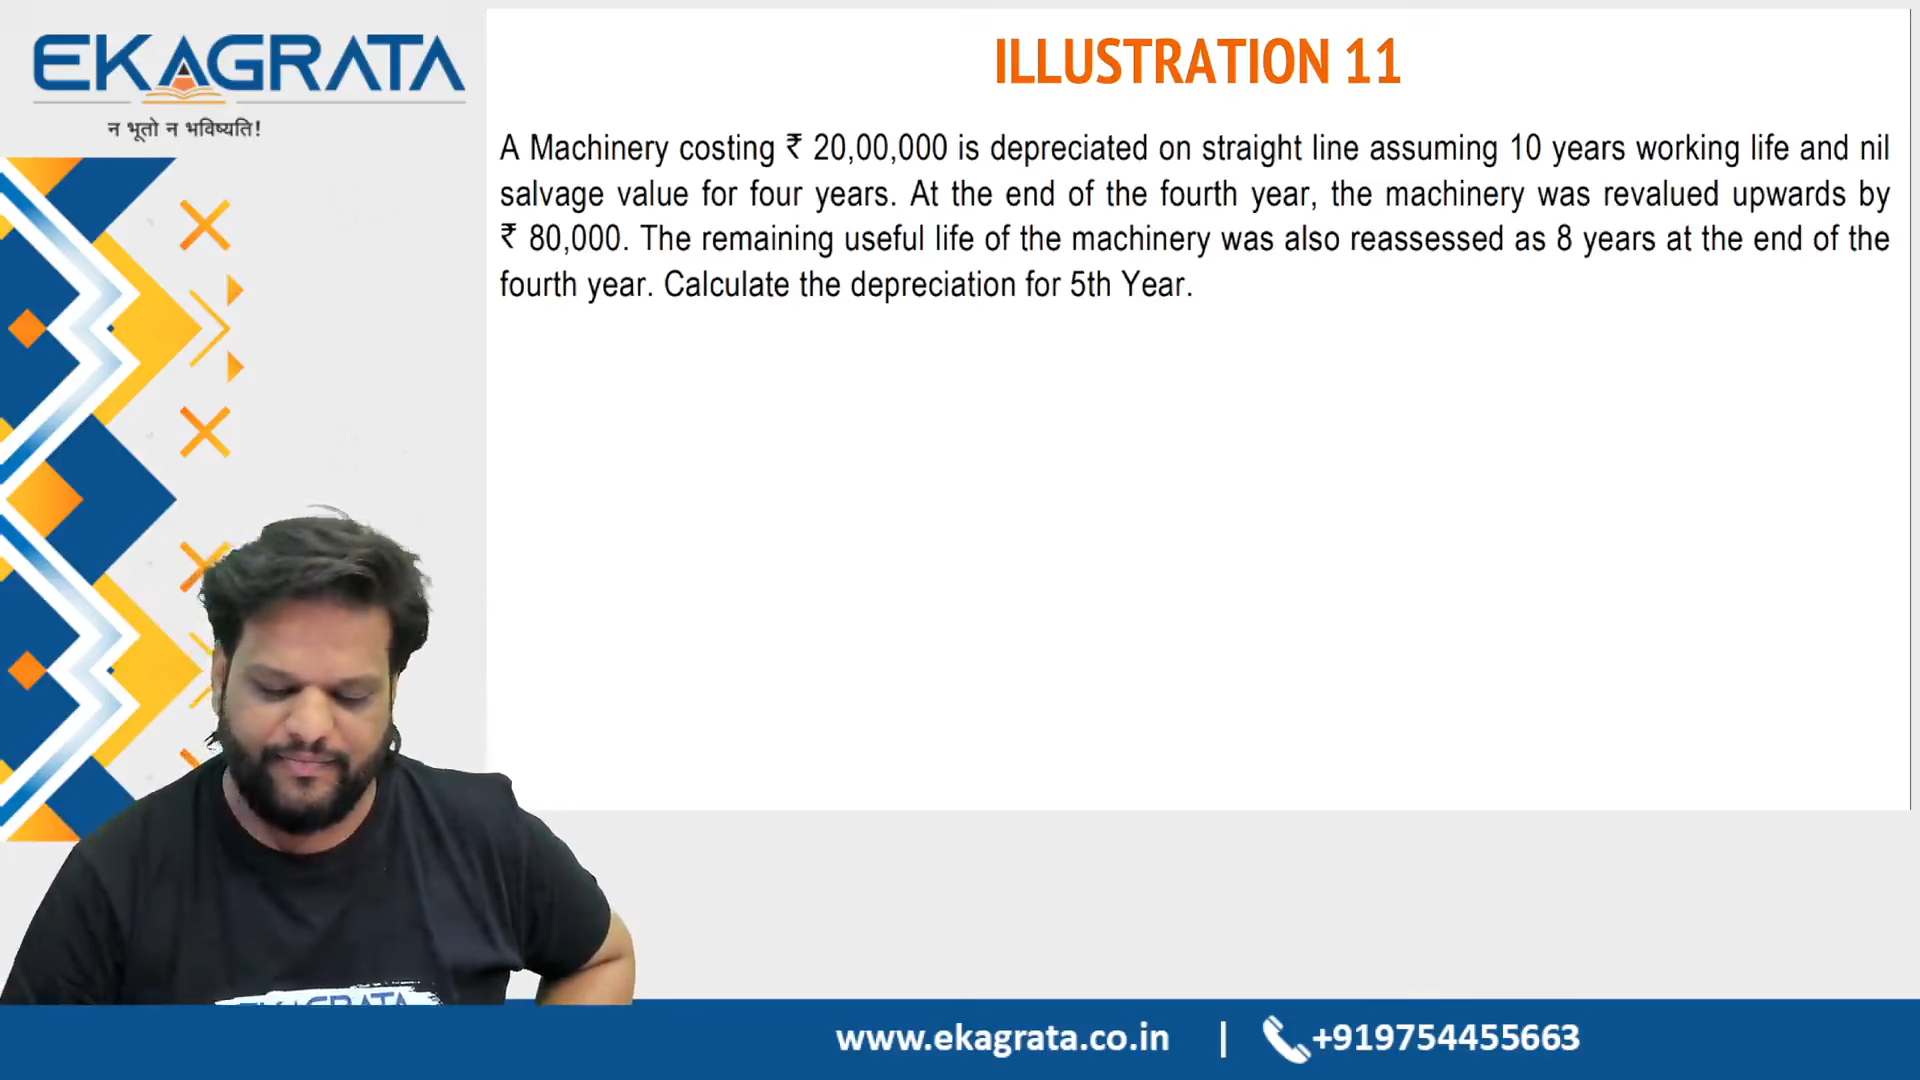 EKAGRATA
न भूतो न भविष्यति!
ILLUSTRATION 11
A Machinery costing ₹ 20,00,000 is depreciated on straight line assuming 10 years working life and nil
salvage value for four years. At the end of the fourth year, the machinery was revalued upwards by
₹ 80,000. The remaining useful life of the machinery was also reassessed as 8 years at the end of the
fourth year. Calculate the depreciation for 5th Year.
EKAGRATA
www.ekagrata.co.in | +919754455663